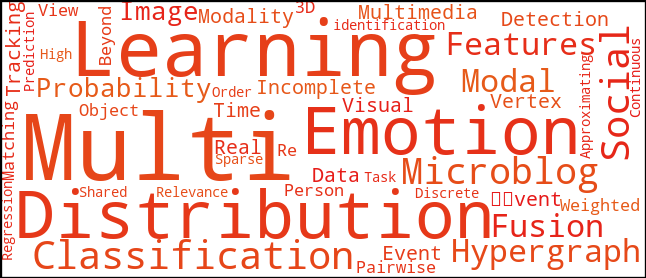 Tracking
View
Prediction
High
Beyond
Image
Modality
3D
Multimedia
identification
Detection
Learning
Features
Social
Continuous
Probability
Order
Incomplete
Modal
Vertex
Approximating
Object
Time
Visual
Multi
Emotion
Real
Re
Sparse
Matching
Data
Task
Microblog
Shared
Relevance
Person
Discrete
Regression
Distribution
vent
Weighted
Fusion
Classification
Event
Pairwise
Hypergraph